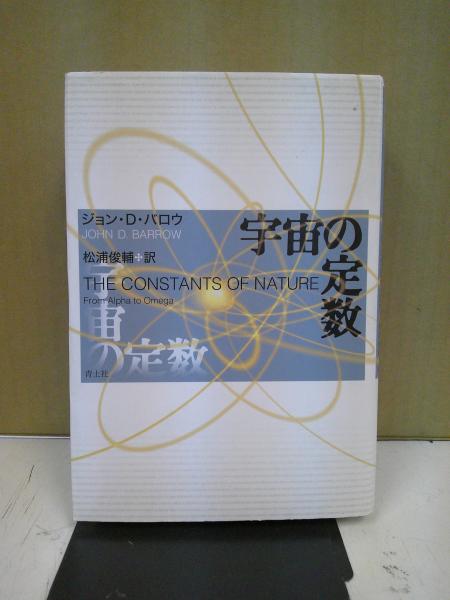 ジョン・D・バロウ
JOHN D. BARROW
松浦俊輔＋訳
宇宙の定数
THE CONSTANTS OF NATURE
From Alpha to Omega
宇宙
の定数
青土社